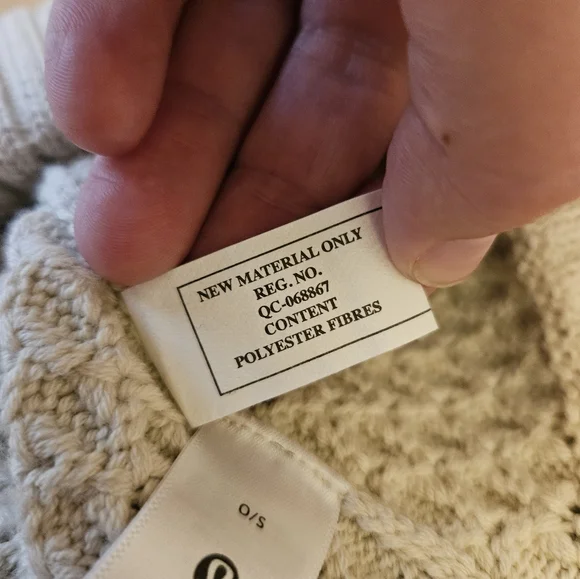 NEW MATERIAL ONLY
REG. NO.
QC-068867
CONTENT
POLYESTER FIBRES
O/S